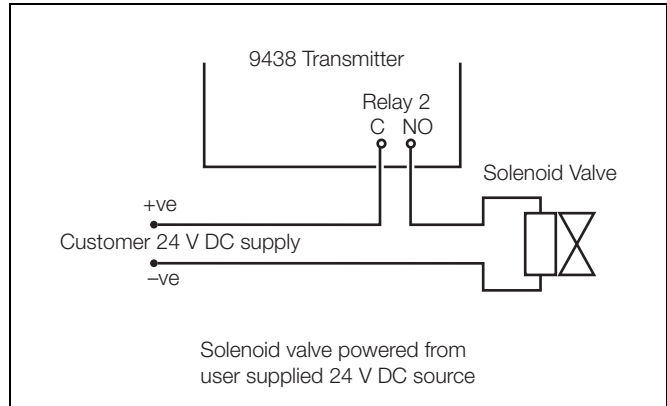 9438 Transmitter
Relay 2
C NO
Solenoid Valve
+ve
Customer 24 V DC supply
–ve
Solenoid valve powered from
user supplied 24 V DC source